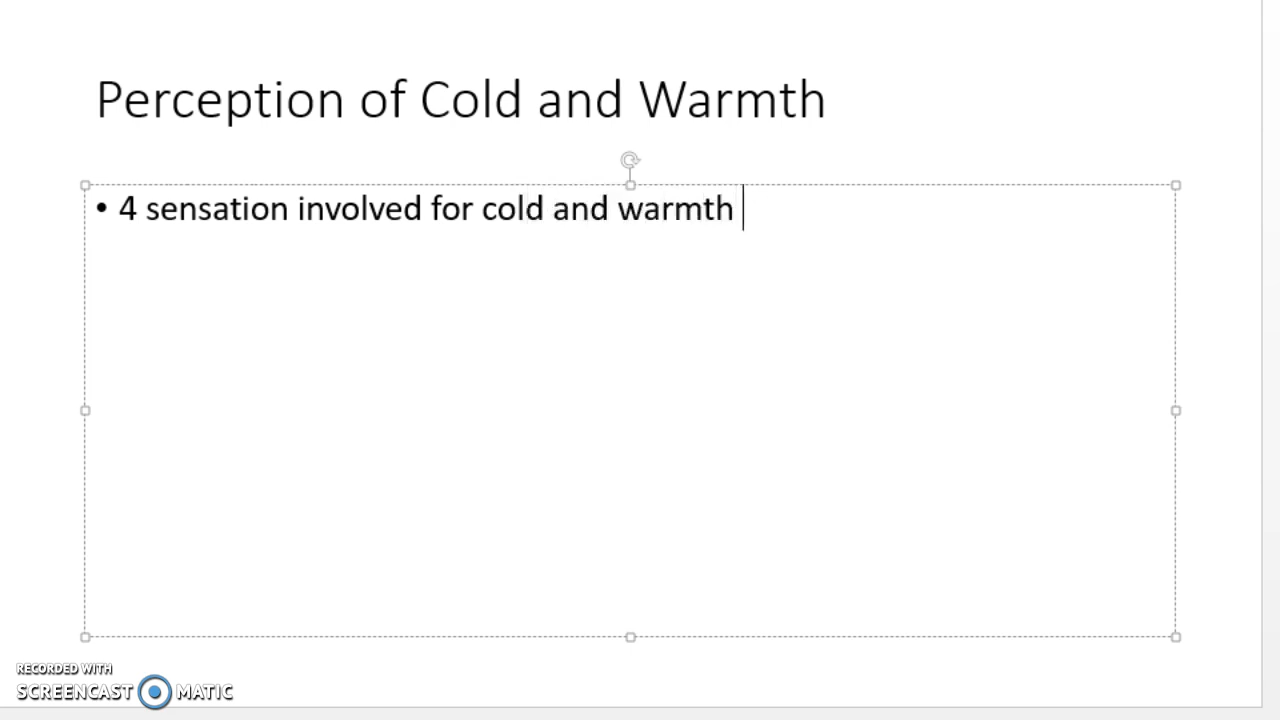 Perception of Cold and Warmth
• 4 sensation involved for cold and warmth
RECORDED WITH
SCREENCAST MATIC